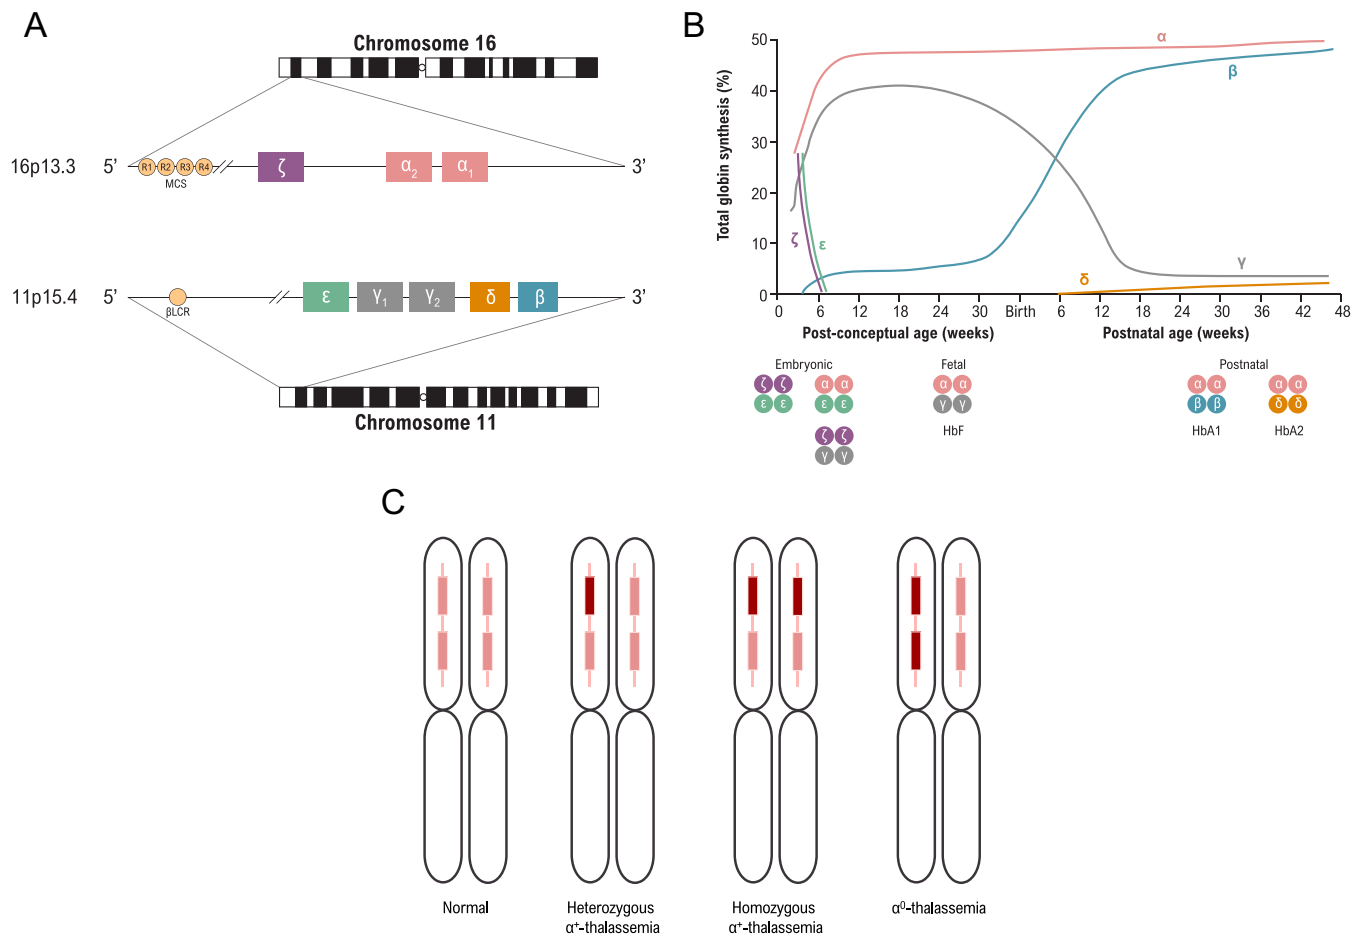 A
Chromosome 16
16p13.3 5’ R1 R2 R3 R4 ζ α2 α1 3’
MCS
11p15.4 5’ ε γ1 γ2 δ β 3’
βLCR
Chromosome 11
B
Total globin synthesis (%)
50
40
30
20
10
0
α
β
ζ
ε
γ
δ
0 6 12 18 24 30 Birth 6 12 18 24 30 36 42 48
Post-conceptual age (weeks) Postnatal age (weeks)
Embryonic Fetal Postnatal
ζ ζ α α α α α α α α
ε ε ε ε γ γ β β δ δ
HbF HbA1 HbA2
ζ ζ
γ γ
C
Normal Heterozygous Homozygous α⁰-thalassemia
α⁺-thalassemia α⁺-thalassemia